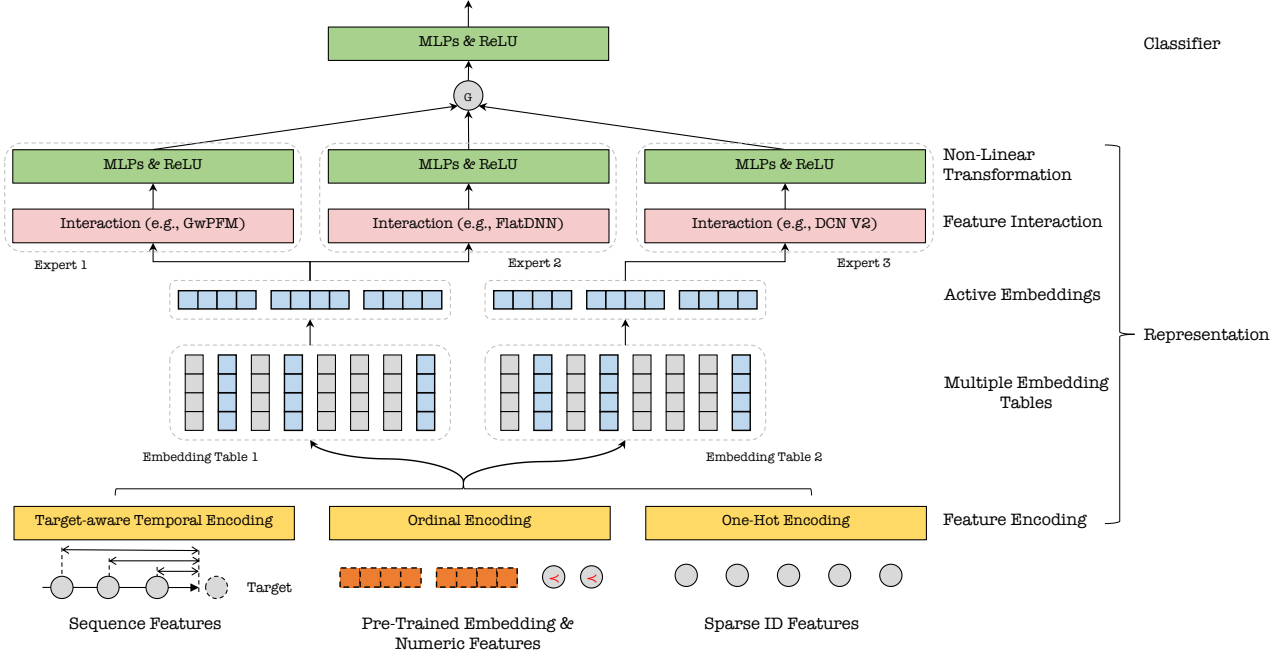 MLPs & ReLU
Classifier
G
MLPs & ReLU
MLPs & ReLU
MLPs & ReLU
Non-Linear
Transformation
Interaction (e.g., GwPFM)
Interaction (e.g., FlatDNN)
Interaction (e.g., DCN V2)
Feature Interaction
Expert 1
Expert 2
Expert 3
Active Embeddings
Representation
Multiple Embedding
Tables
Embedding Table 1
Embedding Table 2
Target-aware Temporal Encoding
Ordinal Encoding
One-Hot Encoding
Feature Encoding
Target
≺
≺
Sequence Features
Pre-Trained Embedding &
Numeric Features
Sparse ID Features